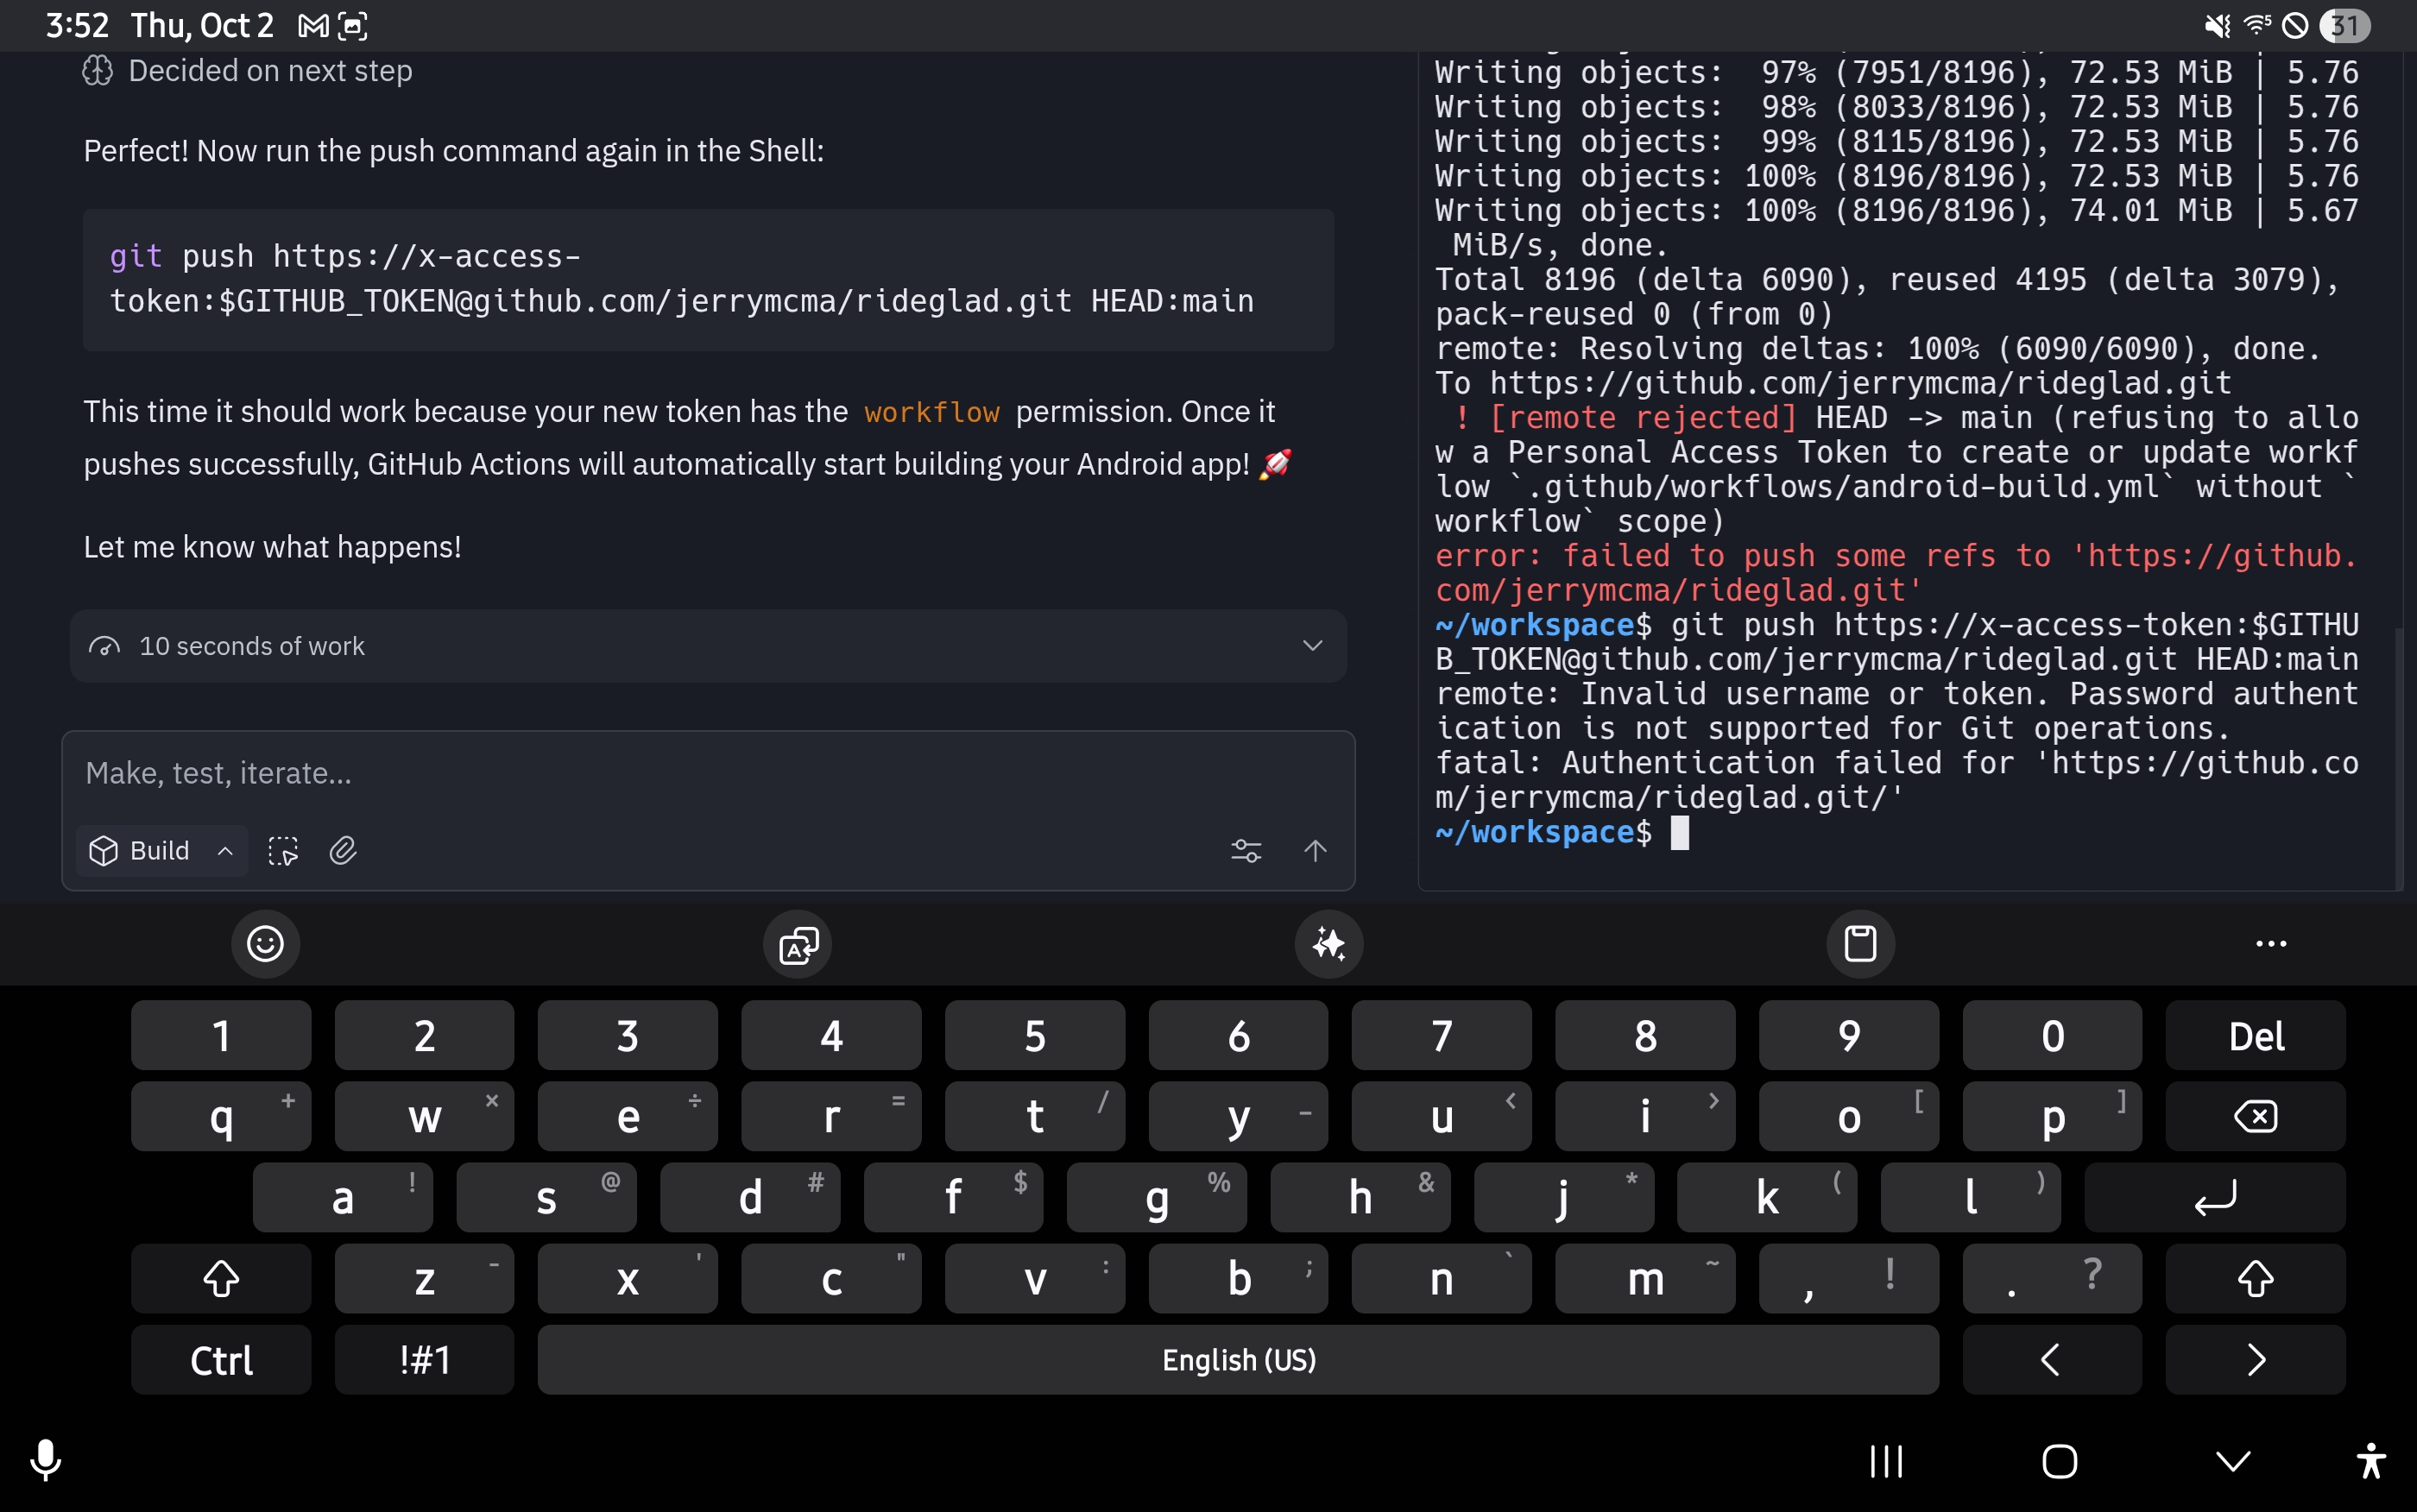 3:52 Thu, Oct 2
5 31
Decided on next step
Perfect! Now run the push command again in the Shell:
git push https://x-access-
token:$GITHUB_TOKEN@github.com/jerrymcma/rideglad.git HEAD:main
This time it should work because your new token has the workflow permission. Once it
pushes successfully, GitHub Actions will automatically start building your Android app! 🚀
Let me know what happens!
10 seconds of work
Make, test, iterate...
Build
Writing objects:  97% (7951/8196), 72.53 MiB | 5.76
Writing objects:  98% (8033/8196), 72.53 MiB | 5.76
Writing objects:  99% (8115/8196), 72.53 MiB | 5.76
Writing objects: 100% (8196/8196), 72.53 MiB | 5.76
Writing objects: 100% (8196/8196), 74.01 MiB | 5.67
 MiB/s, done.
Total 8196 (delta 6090), reused 4195 (delta 3079),
pack-reused 0 (from 0)
remote: Resolving deltas: 100% (6090/6090), done.
To https://github.com/jerrymcma/rideglad.git
 ! [remote rejected] HEAD -> main (refusing to allo
w a Personal Access Token to create or update workf
low `.github/workflows/android-build.yml` without `
workflow` scope)
error: failed to push some refs to 'https://github.
com/jerrymcma/rideglad.git'
~/workspace$ git push https://x-access-token:$GITHU
B_TOKEN@github.com/jerrymcma/rideglad.git HEAD:main
remote: Invalid username or token. Password authent
ication is not supported for Git operations.
fatal: Authentication failed for 'https://github.co
m/jerrymcma/rideglad.git/'
~/workspace$
1 2 3 4 5 6 7 8 9 0 Del
q + w × e ÷ r = t / y _ u < i > o [ p ]
a ! s @ d # f $ g % h & j * k ( l )
z - x ' c " v : b ; n ` m ~ , ! . ?
Ctrl !#1 English (US) < >